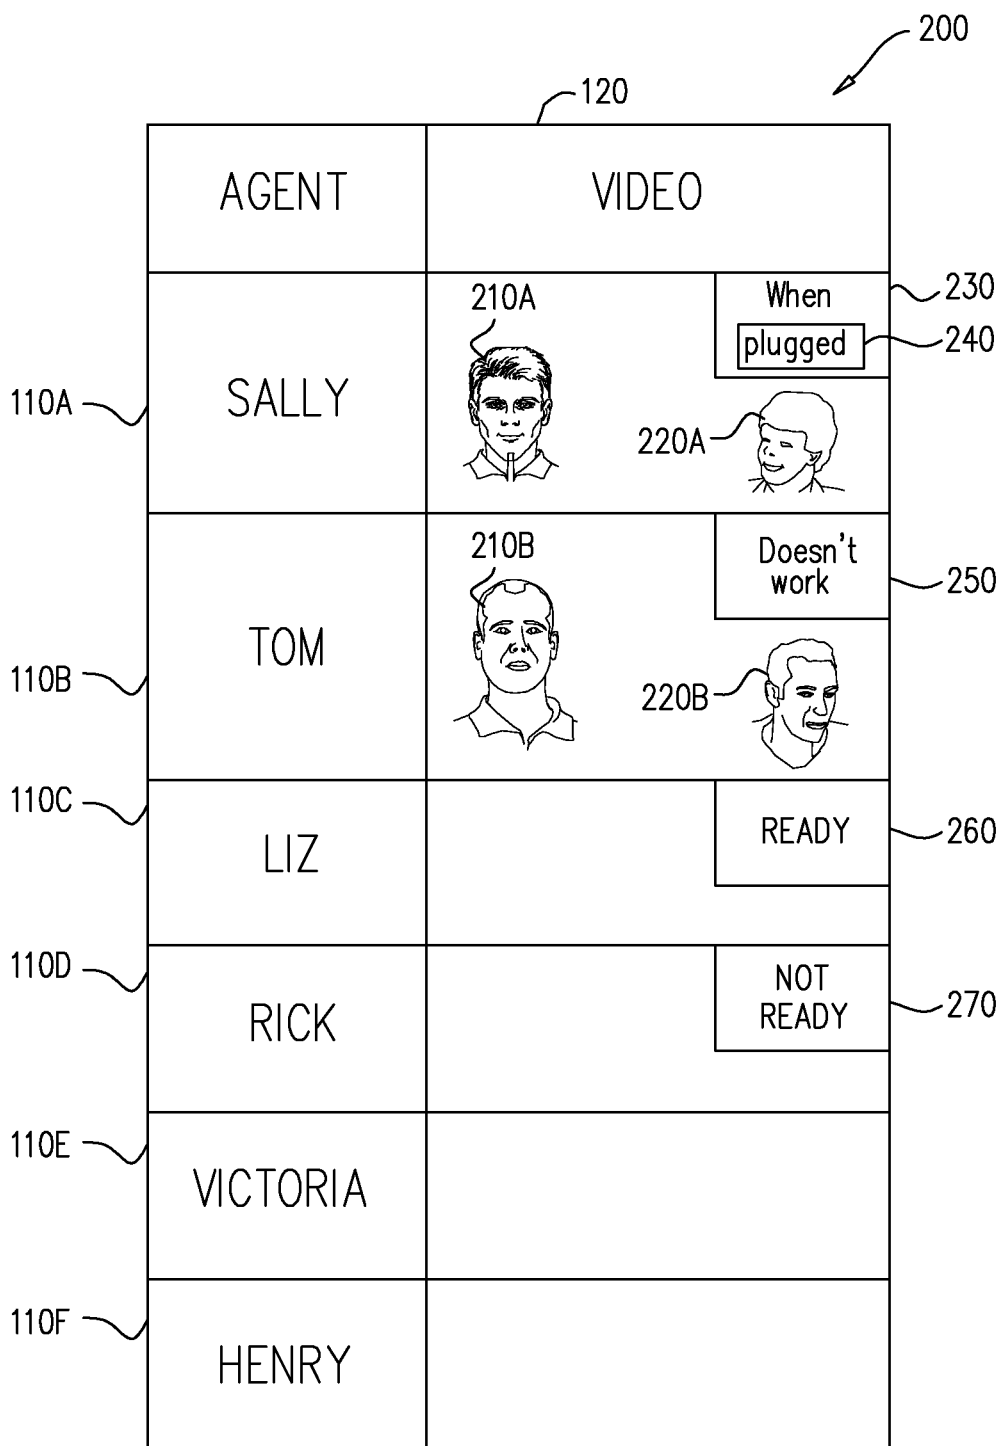 200
120
AGENT VIDEO
210A When 230
plugged 240
110A SALLY
220A
210B Doesn't
work 250
110B TOM
220B
110C
LIZ READY 260
110D NOT
RICK READY 270
110E
VICTORIA
110F
HENRY